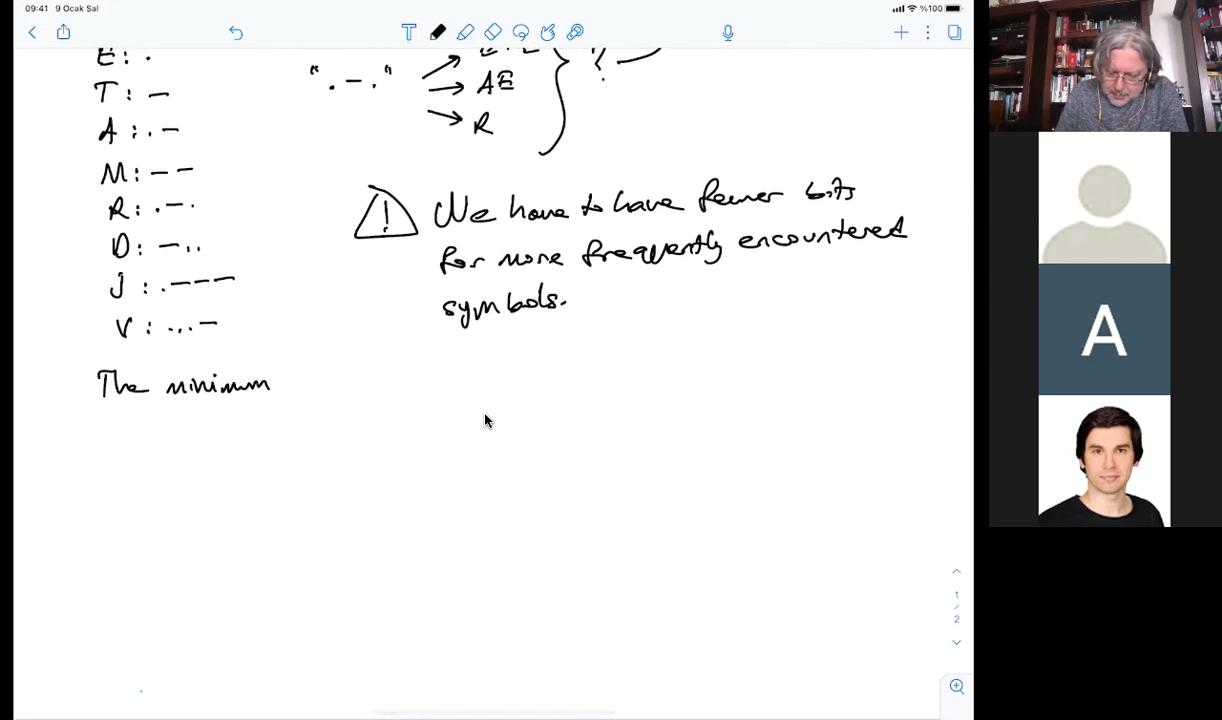 09:41 9 Ocak Sal
%100
E: .
T: —
A: . —
M: — —
R: . — .
D: — . .
J: . — — —
V: . . . —
". — ."
AE
R
?
! We have to have fewer bits
for more frequently encountered
symbols.
The minimum
1
/
2
A